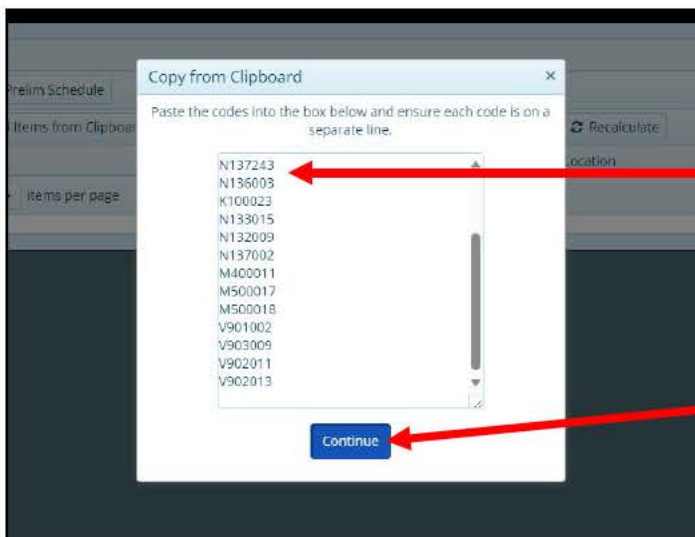 Copy from Clipboard ×
Prelim Schedule
Paste the codes into the box below and ensure each code is on a
separate line.
Items from Clipboar
Recalculate
ocation
items per page
N137243
N136003
K100023
N133015
N132009
N137002
M400011
M500017
M500018
V901002
V903009
V902011
V902013
Continue